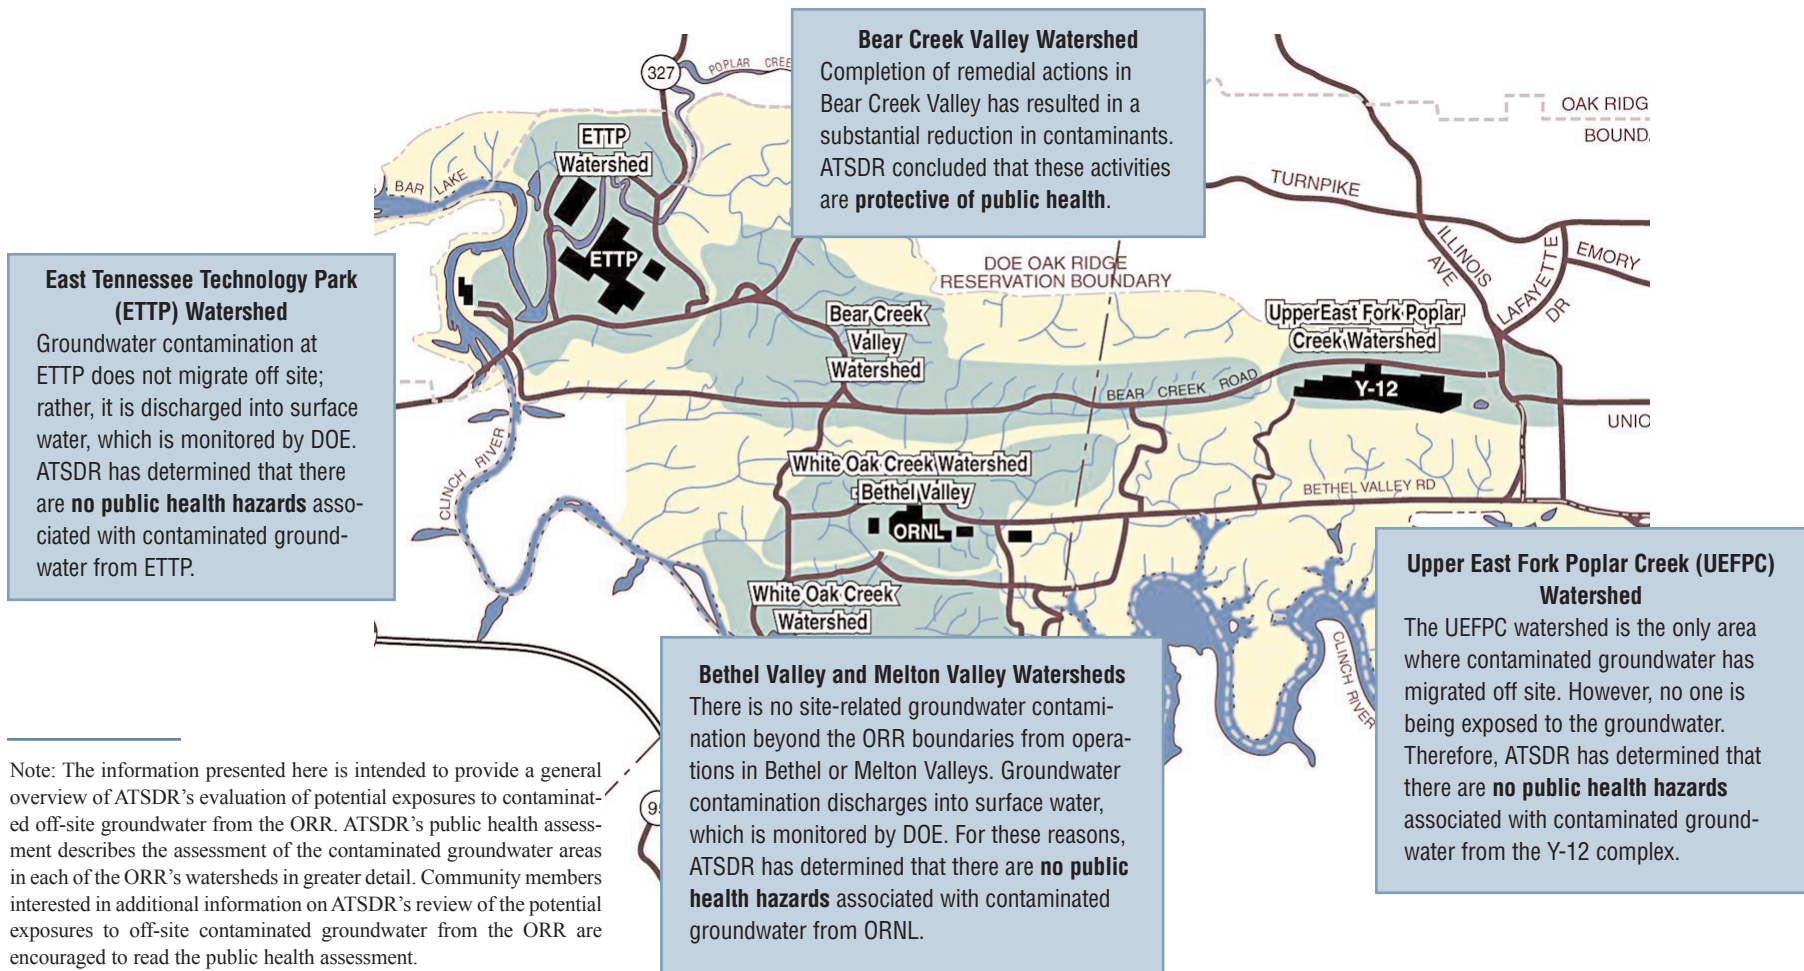 Bear Creek Valley Watershed
Completion of remedial actions in
Bear Creek Valley has resulted in a
substantial reduction in contaminants.
ATSDR concluded that these activities
are protective of public health.
327
POPLAR CREE
OAK RIDG
BOUND
ETTP
Watershed
BAR LAKE
TURNPIKE
ILLINOIS
AVE
LAFAYETTE
DR
EMORY
ETTP
DOE OAK RIDGE
RESERVATION BOUNDARY
East Tennessee Technology Park
(ETTP) Watershed
Groundwater contamination at
ETTP does not migrate off site;
rather, it is discharged into surface
water, which is monitored by DOE.
ATSDR has determined that there
are no public health hazards asso-
ciated with contaminated ground-
water from ETTP.
Bear Creek
Valley
Watershed
Upper East Fork Poplar
Creek Watershed
BEAR CREEK ROAD
Y-12
UNIO
CLINCH RIVER
White Oak Creek Watershed
Bethel Valley
BETHEL VALLEY RD
ORNL
White Oak Creek
Watershed
CLINCH RIVER
Upper East Fork Poplar Creek (UEFPC)
Watershed
The UEFPC watershed is the only area
where contaminated groundwater has
migrated off site. However, no one is
being exposed to the groundwater.
Therefore, ATSDR has determined that
there are no public health hazards
associated with contaminated ground-
water from the Y-12 complex.
Bethel Valley and Melton Valley Watersheds
There is no site-related groundwater contami-
nation beyond the ORR boundaries from opera-
tions in Bethel or Melton Valleys. Groundwater
contamination discharges into surface water,
which is monitored by DOE. For these reasons,
ATSDR has determined that there are no public
health hazards associated with contaminated
groundwater from ORNL.
95
Note: The information presented here is intended to provide a general
overview of ATSDR's evaluation of potential exposures to contaminat-
ed off-site groundwater from the ORR. ATSDR's public health assess-
ment describes the assessment of the contaminated groundwater areas
in each of the ORR's watersheds in greater detail. Community members
interested in additional information on ATSDR's review of the potential
exposures to off-site contaminated groundwater from the ORR are
encouraged to read the public health assessment.